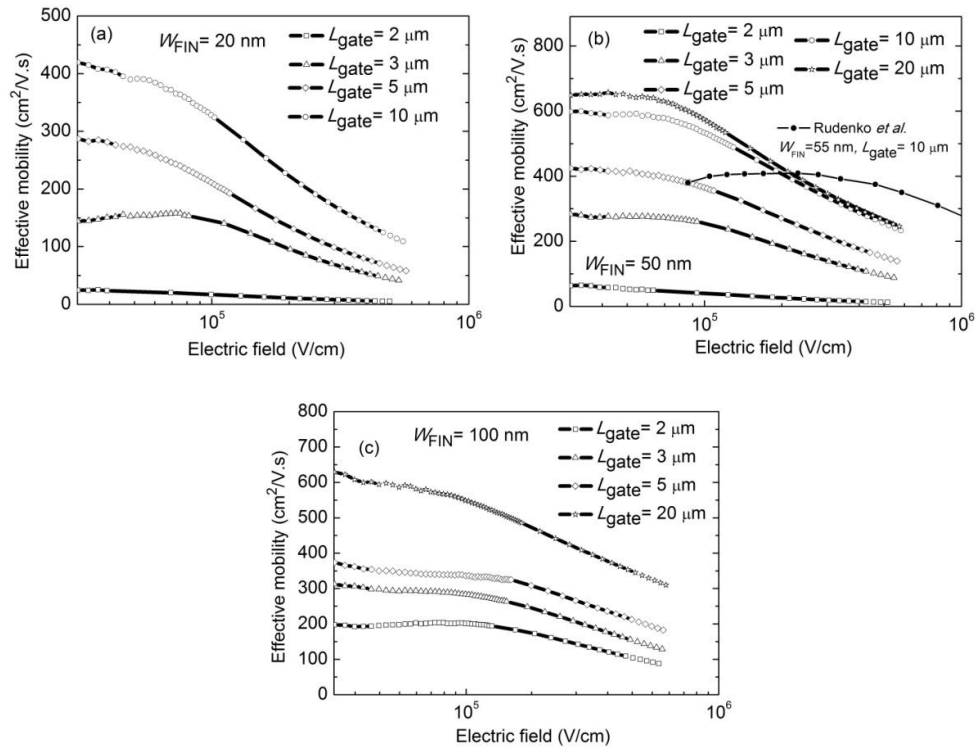 (a)
W_FIN= 20 nm
L_gate= 2 μm
L_gate= 3 μm
L_gate= 5 μm
L_gate= 10 μm
500
400
300
200
100
0
Effective mobility (cm²/V.s)
10⁵
10⁶
Electric field (V/cm)
(b)
L_gate= 2 μm
L_gate= 3 μm
L_gate= 5 μm
L_gate= 10 μm
L_gate= 20 μm
Rudenko et al.
W_FIN=55 nm, L_gate= 10 μm
W_FIN= 50 nm
800
600
400
200
0
Effective mobility (cm²/V.s)
10⁵
10⁶
Electric field (V/cm)
(c)
W_FIN= 100 nm
L_gate= 2 μm
L_gate= 3 μm
L_gate= 5 μm
L_gate= 20 μm
800
700
600
500
400
300
200
100
0
Effective mobility (cm²/V.s)
10⁵
10⁶
Electric field (V/cm)